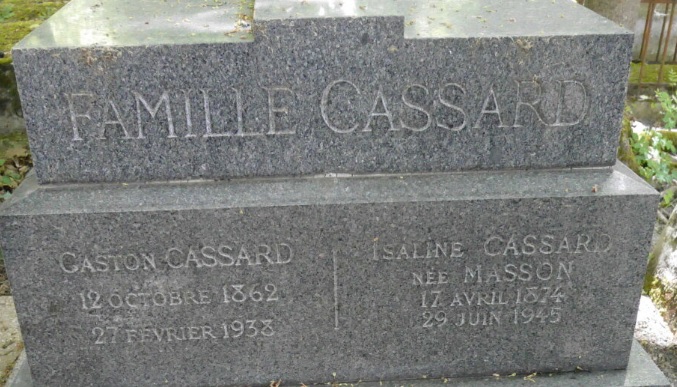 FAMILLE CASSARD
GASTON CASSARD
12 OCTOBRE 1862
27 FÉVRIER 1938
ISALINE CASSARD
NÉE MASSON
17 AVRIL 1874
29 JUIN 1945